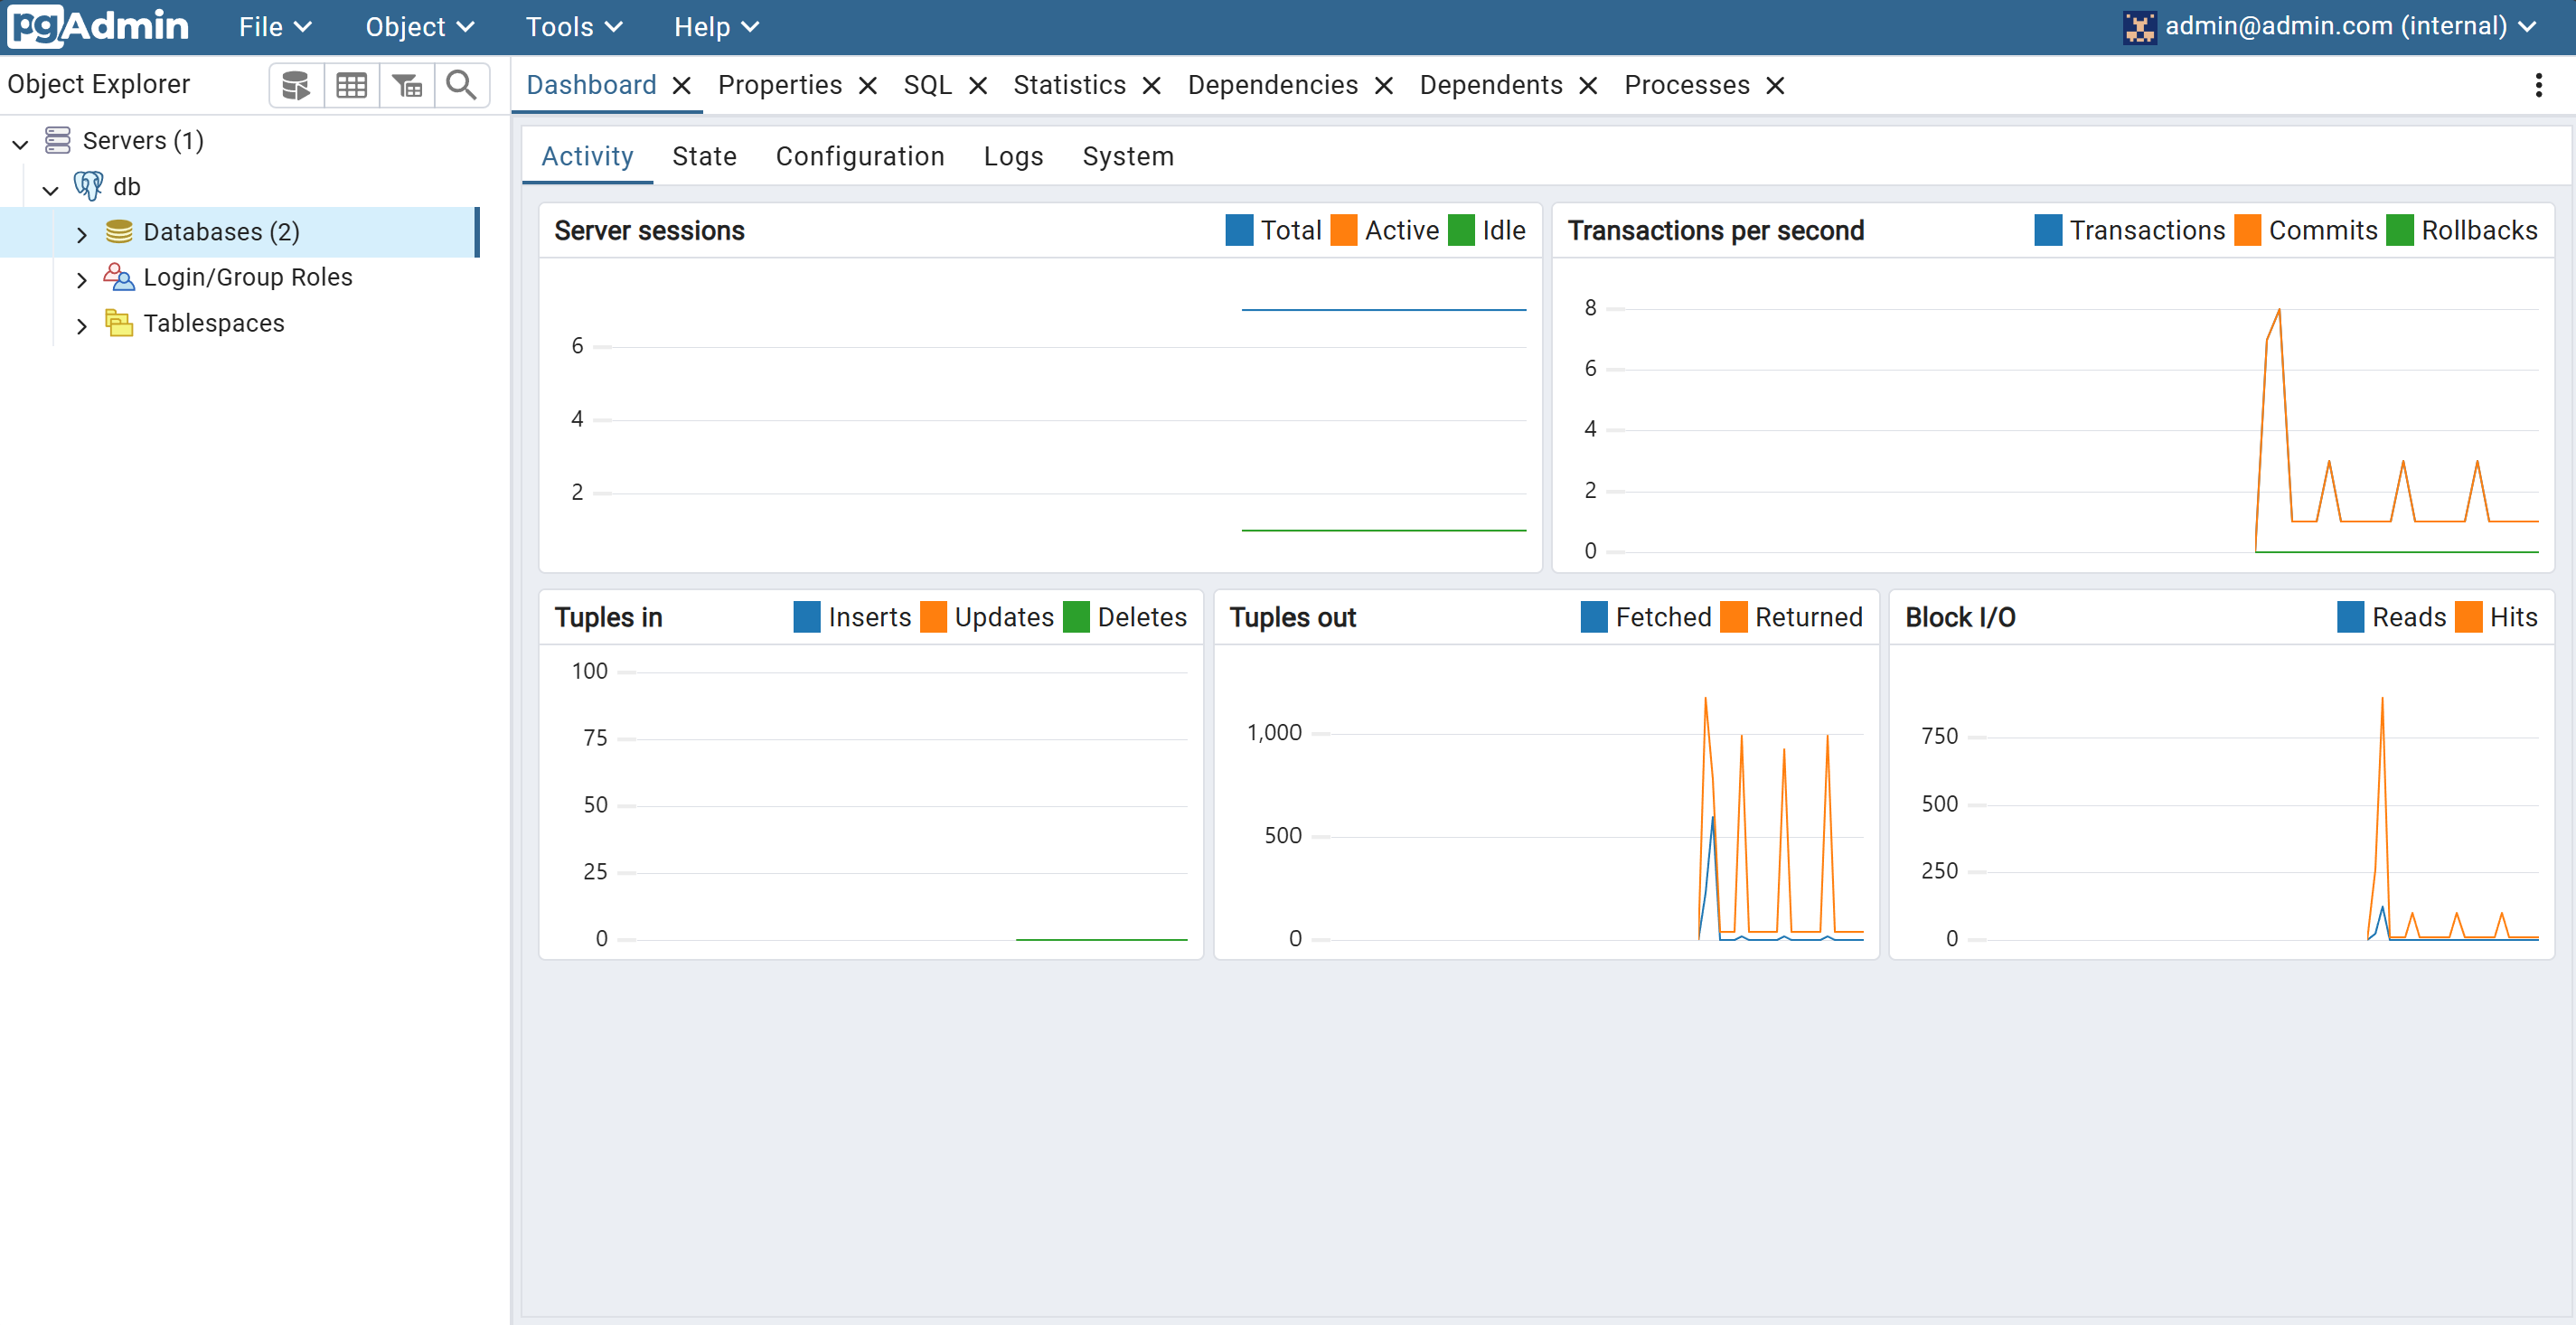 pgAdmin File Object Tools Help admin@admin.com (internal)
Object Explorer
Dashboard Properties SQL Statistics Dependencies Dependents Processes
Servers (1)
db
Databases (2)
Login/Group Roles
Tablespaces
Activity State Configuration Logs System
Server sessions Total Active Idle
6
4
2
Transactions per second Transactions Commits Rollbacks
8
6
4
2
0
Tuples in Inserts Updates Deletes
100
75
50
25
0
Tuples out Fetched Returned
1,000
500
0
Block I/O Reads Hits
750
500
250
0